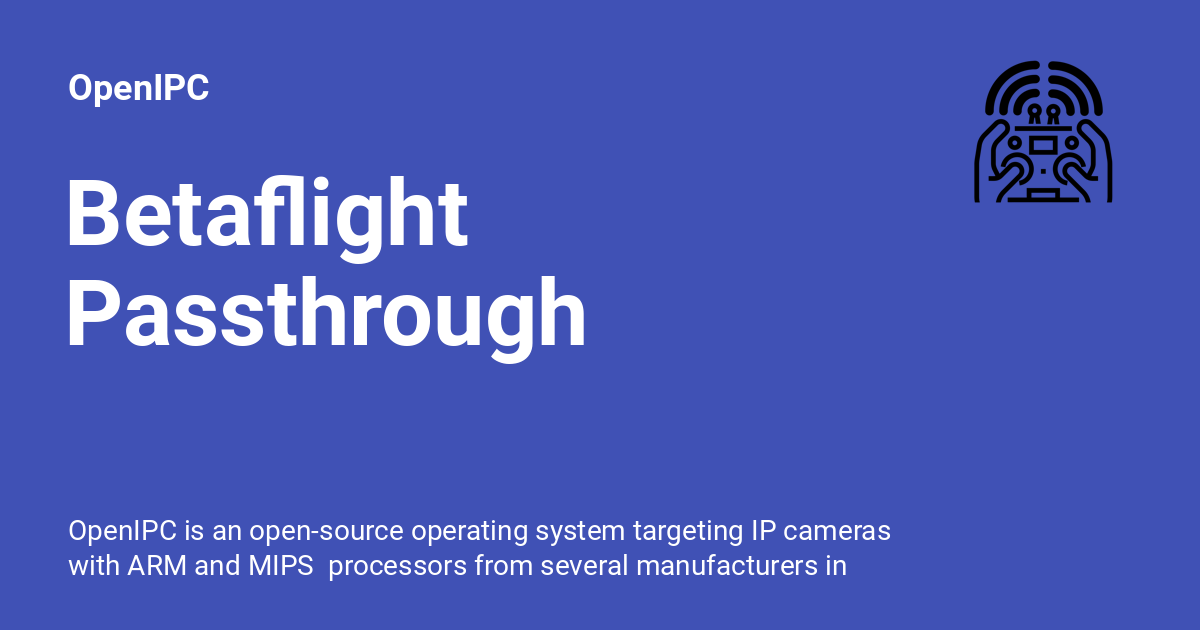 OpenIPC
Betaflight
Passthrough
OpenIPC is an open-source operating system targeting IP cameras
with ARM and MIPS  processors from several manufacturers in